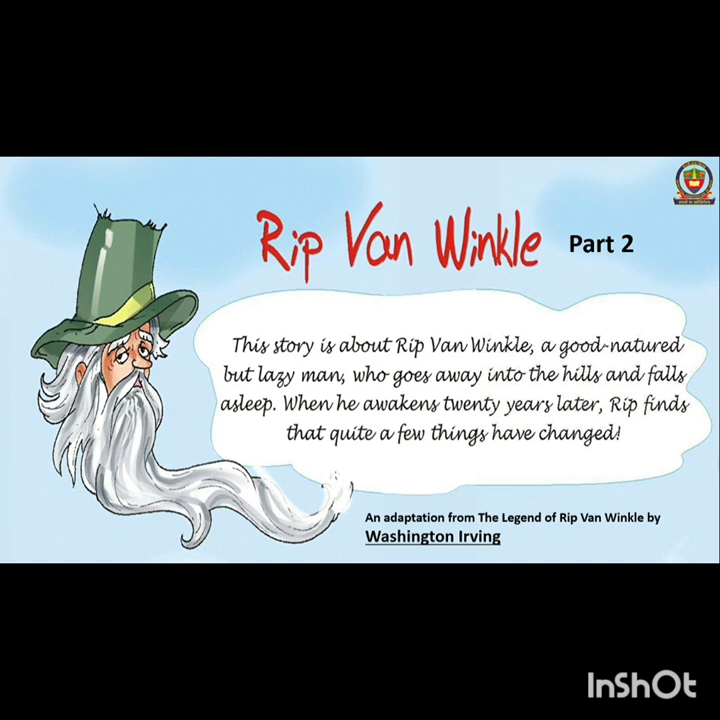 Rip Van Winkle Part 2
This story is about Rip Van Winkle, a good-natured
but lazy man, who goes away into the hills and falls
asleep. When he awakens twenty years later, Rip finds
that quite a few things have changed!
An adaptation from The Legend of Rip Van Winkle by
Washington Irving
InShOt